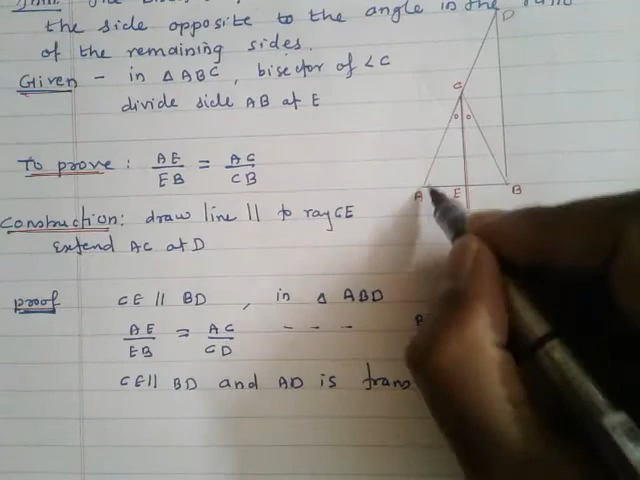 the side opposite to the angle in the
of the remaining sides.
Given - in △ ABC, bisector of ∠C
divide side AB at E
To prove : AE/EB = AC/CB
Construction: draw line || to ray CE
Extend AC at D
proof CE || BD , in △ ABD
AE/EB = AC/CD - - -
CE|| BD and AD is trans
D
C
A E B